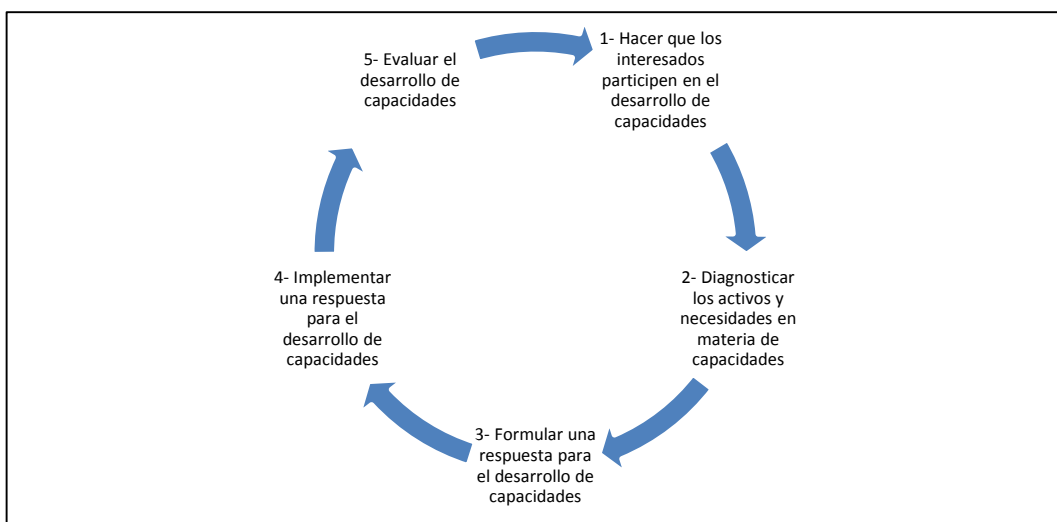 1- Hacer que los
interesados
participen en el
desarrollo de
capacidades
2- Diagnosticar
los activos y
necesidades en
materia de
capacidades
3- Formular una
respuesta para
el desarrollo de
capacidades
4- Implementar
una respuesta
para el
desarrollo de
capacidades
5- Evaluar el
desarrollo de
capacidades